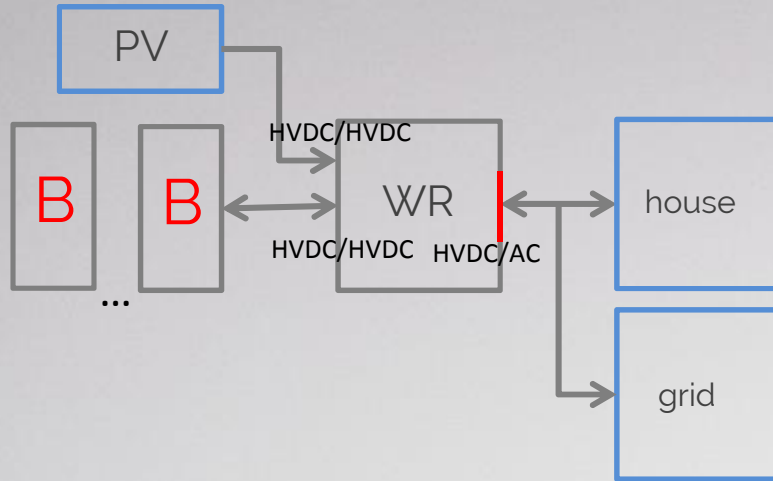 PV
HVDC/HVDC
B
B
WR
house
HVDC/HVDC
HVDC/AC
...
grid